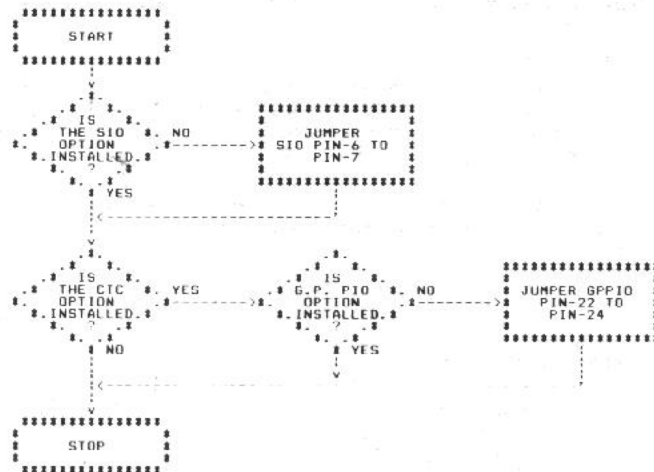 START
IS
THE SIO
OPTION
INSTALLED
?
NO
YES
JUMPER
SIO PIN-6 TO
PIN-7
IS
THE CTC
OPTION
INSTALLED
?
YES
NO
IS
G.P. PIO
OPTION
INSTALLED
?
NO
YES
JUMPER GPPIO
PIN-22 TO
PIN-24
STOP